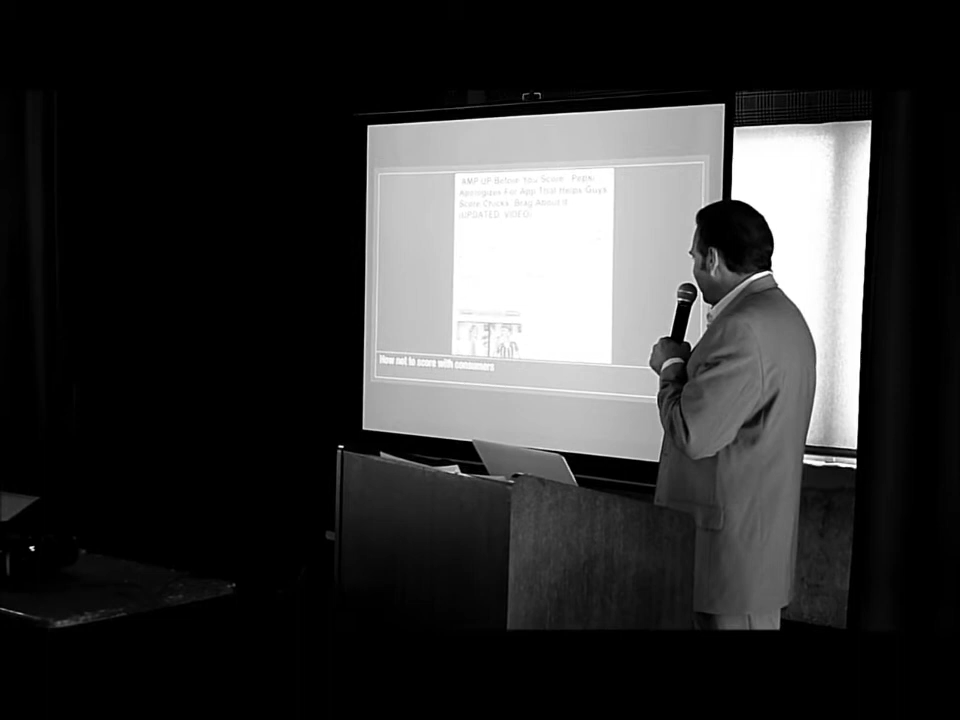 AMP UP Before You Score: Pepsi
Apologizes For App That Helps Guys
Score Chicks, Brag About It
(UPDATED, VIDEO)
How not to score with consumers